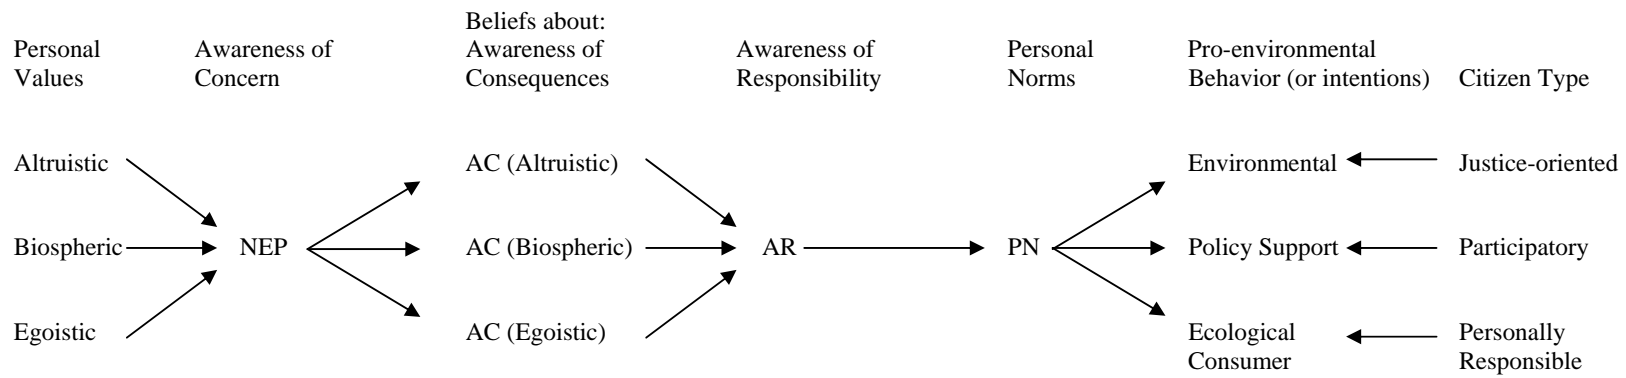 Beliefs about:
Personal Awareness of Awareness of Awareness of Personal Pro-environmental
Values Concern Consequences Responsibility Norms Behavior (or intentions) Citizen Type
Altruistic AC (Altruistic) Environmental Justice-oriented
Biospheric NEP AC (Biospheric) AR PN Policy Support Participatory
Egoistic AC (Egoistic) Ecological Personally
Consumer Responsible